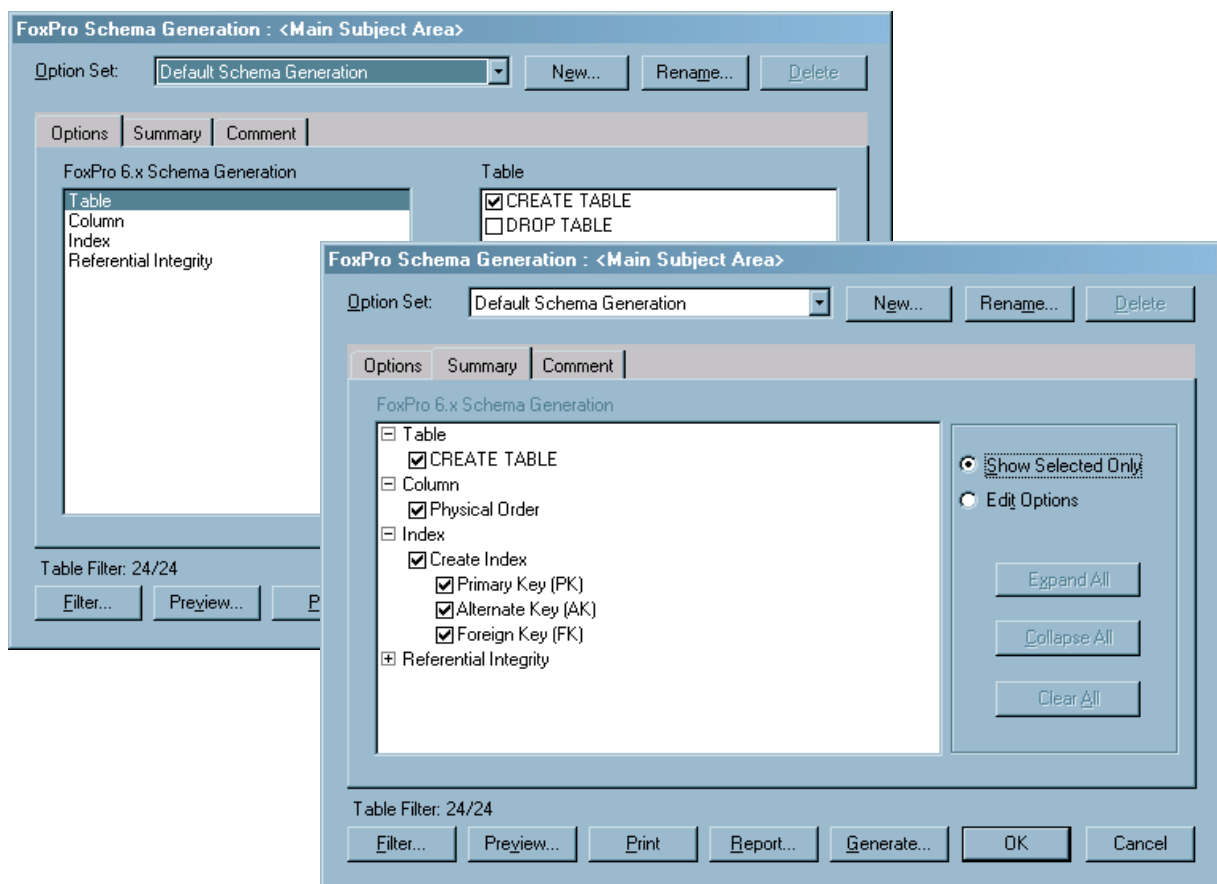 FoxPro Schema Generation : <Main Subject Area>
Option Set: Default Schema Generation New... Rename... Delete
Options Summary Comment
FoxPro 6.x Schema Generation Table
Table
Column
Index
Referential Integrity
CREATE TABLE
DROP TABLE
Table Filter: 24/24
Filter... Preview... P
FoxPro Schema Generation : <Main Subject Area>
Option Set: Default Schema Generation New... Rename... Delete
Options Summary Comment
FoxPro 6.x Schema Generation
Table
CREATE TABLE
Column
Physical Order
Index
Create Index
Primary Key (PK)
Alternate Key (AK)
Foreign Key (FK)
Referential Integrity
Show Selected Only
Edit Options
Expand All
Collapse All
Clear All
Table Filter: 24/24
Filter... Preview... Print Report... Generate... OK Cancel